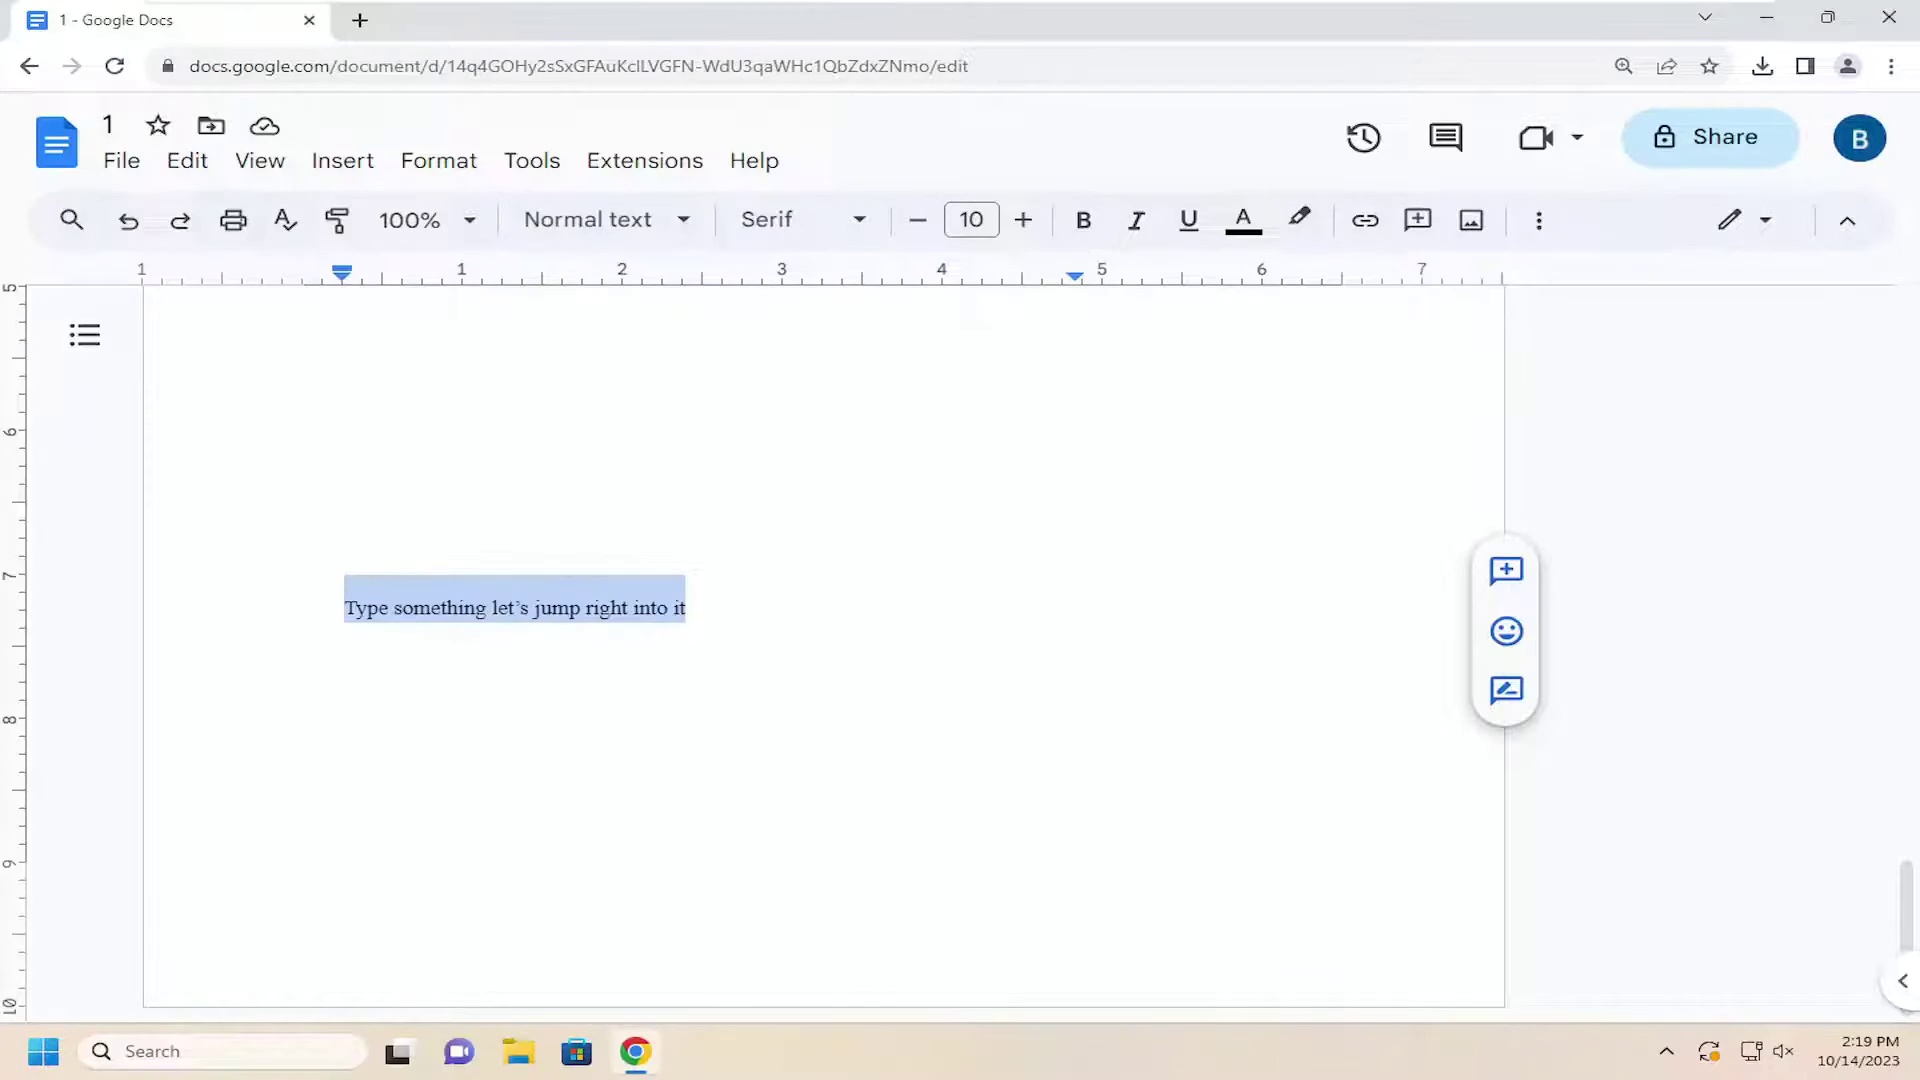 1 - Google Docs
docs.google.com/document/d/14q4GOHy2sSxGFAuKclLVGFN-WdU3qaWHc1QbZdxZNmo/edit
1
File Edit View Insert Format Tools Extensions Help
Share
B
100% Normal text Serif 10 B I U A
1 1 2 3 4 5 6 7
5
6
7
8
9
10
Type something let’s jump right into it
Search
2:19 PM
10/14/2023